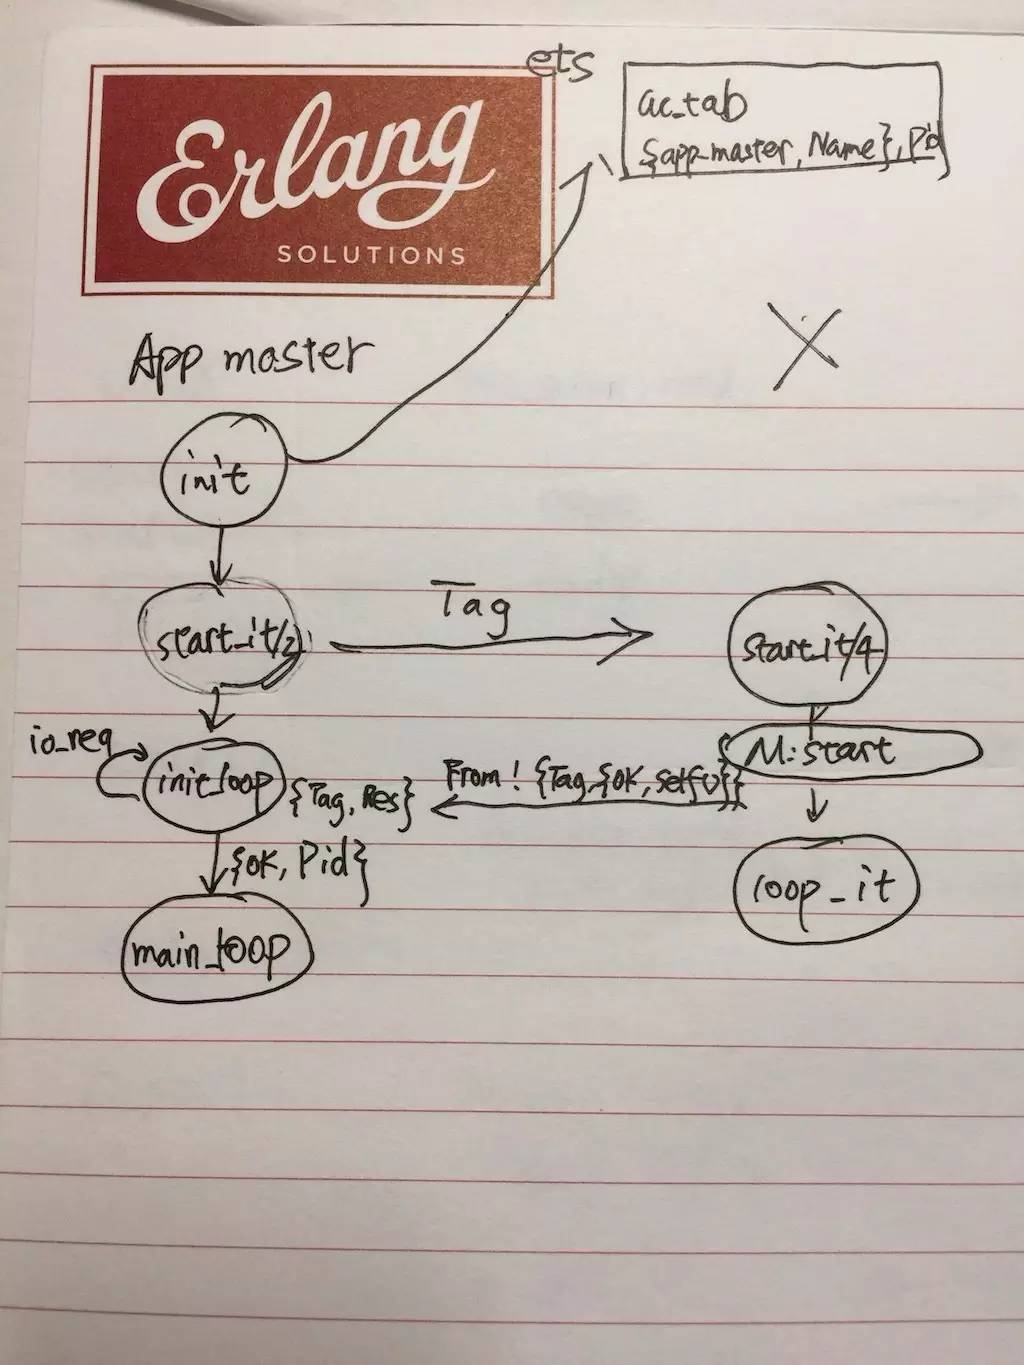 ets
ac_tab
{app_master, Name}, Pid
Erlang
SOLUTIONS
App master
X
init
start_it/2
Tag
start_it/4
io_req
init_loop
{Tag, Res}
From ! {Tag, {ok, self()}}
M:start
{ok, Pid}
loop_it
main_loop